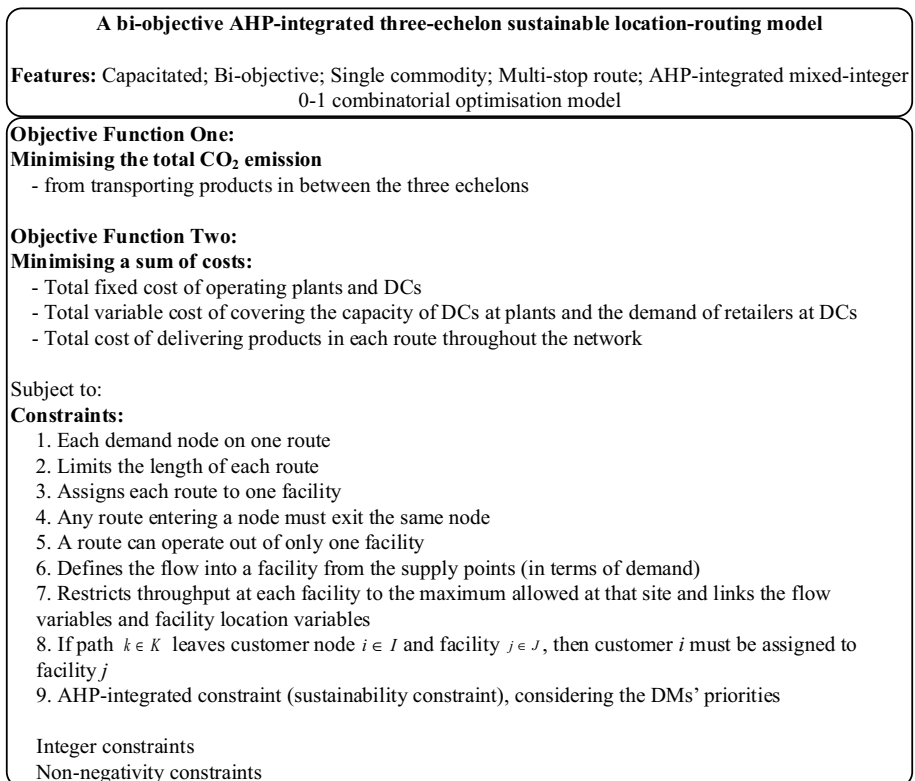 A bi-objective AHP-integrated three-echelon sustainable location-routing model
Features: Capacitated; Bi-objective; Single commodity; Multi-stop route; AHP-integrated mixed-integer
0-1 combinatorial optimisation model
Objective Function One:
Minimising the total CO₂ emission
- from transporting products in between the three echelons
Objective Function Two:
Minimising a sum of costs:
- Total fixed cost of operating plants and DCs
- Total variable cost of covering the capacity of DCs at plants and the demand of retailers at DCs
- Total cost of delivering products in each route throughout the network
Subject to:
Constraints:
1. Each demand node on one route
2. Limits the length of each route
3. Assigns each route to one facility
4. Any route entering a node must exit the same node
5. A route can operate out of only one facility
6. Defines the flow into a facility from the supply points (in terms of demand)
7. Restricts throughput at each facility to the maximum allowed at that site and links the flow
variables and facility location variables
8. If path k ∈ K leaves customer node i ∈ I and facility j ∈ J, then customer i must be assigned to
facility j
9. AHP-integrated constraint (sustainability constraint), considering the DMs' priorities
Integer constraints
Non-negativity constraints